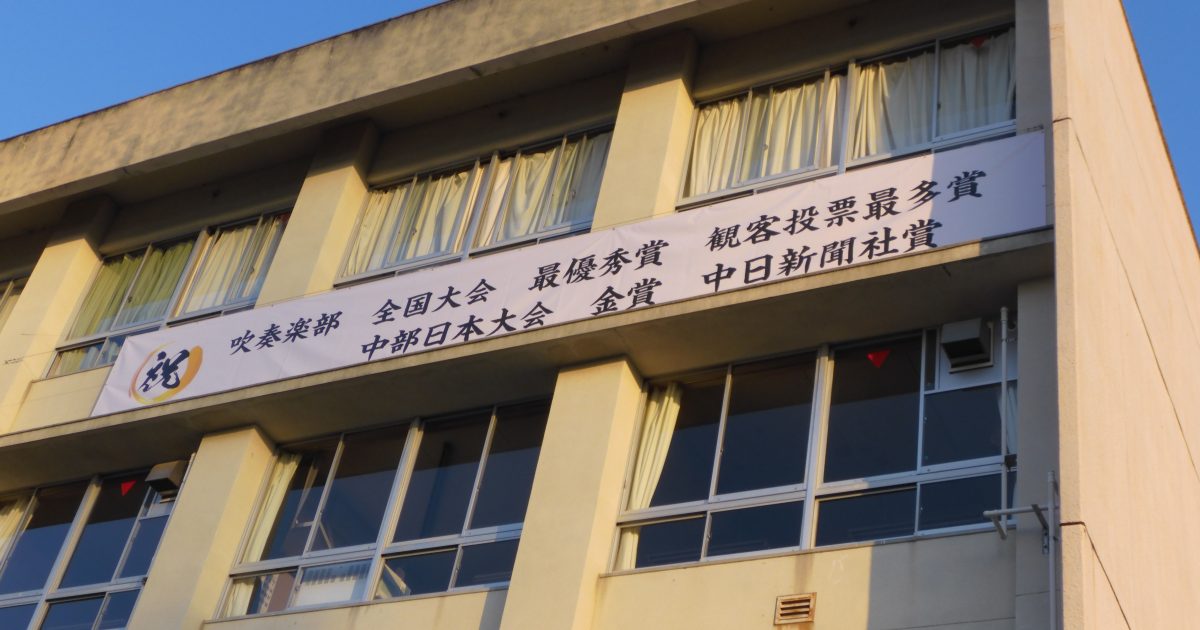 祝
吹奏楽部 全国大会 最優秀賞 観客投票最多賞
中部日本大会 金賞 中日新聞社賞